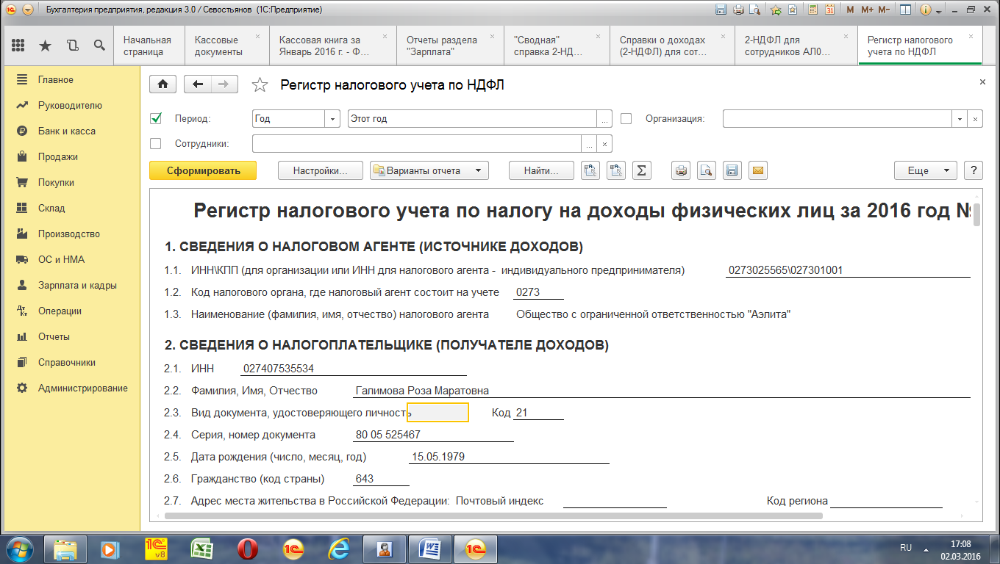 Бухгалтерия предприятия, редакция 3.0 / Севостьянов (1С:Предприятие)
M M+ M-
Начальная страница
Кассовые документы
Кассовая книга за Январь 2016 г. - Ф...
Отчеты раздела "Зарплата"
"Сводная" справка 2-НД...
Справки о доходах (2-НДФЛ) для сот...
2-НДФЛ для сотрудников АЛ0...
Регистр налогового учета по НДФЛ
Главное
Руководителю
Банк и касса
Продажи
Покупки
Склад
Производство
ОС и НМА
Зарплата и кадры
Операции
Отчеты
Справочники
Администрирование
Регистр налогового учета по НДФЛ
Период: Год Этот год ... Организация:
Сотрудники: ...
Сформировать Настройки... Варианты отчета Найти... Σ Еще ?
Регистр налогового учета по налогу на доходы физических лиц за 2016 год №
1. СВЕДЕНИЯ О НАЛОГОВОМ АГЕНТЕ (ИСТОЧНИКЕ ДОХОДОВ)
1.1. ИНН\КПП (для организации или ИНН для налогового агента - индивидуального предпринимателя) 0273025565\027301001
1.2. Код налогового органа, где налоговый агент состоит на учете 0273
1.3. Наименование (фамилия, имя, отчество) налогового агента Общество с ограниченной ответственностью "Аэлита"
2. СВЕДЕНИЯ О НАЛОГОПЛАТЕЛЬЩИКЕ (ПОЛУЧАТЕЛЕ ДОХОДОВ)
2.1. ИНН 027407535534
2.2. Фамилия, Имя, Отчество Галимова Роза Маратовна
2.3. Вид документа, удостоверяющего личность Код 21
2.4. Серия, номер документа 80 05 525467
2.5. Дата рождения (число, месяц, год) 15.05.1979
2.6. Гражданство (код страны) 643
2.7. Адрес места жительства в Российской Федерации: Почтовый индекс Код региона
RU 17:08
02.03.2016